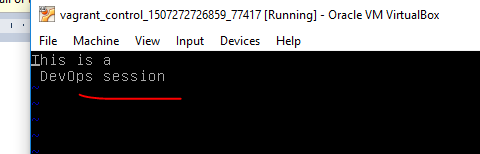 vagrant_control_1507272726859_77417 [Running] - Oracle VM VirtualBox
File Machine View Input Devices Help
This is a
DevOps session
~
~
~
~
~